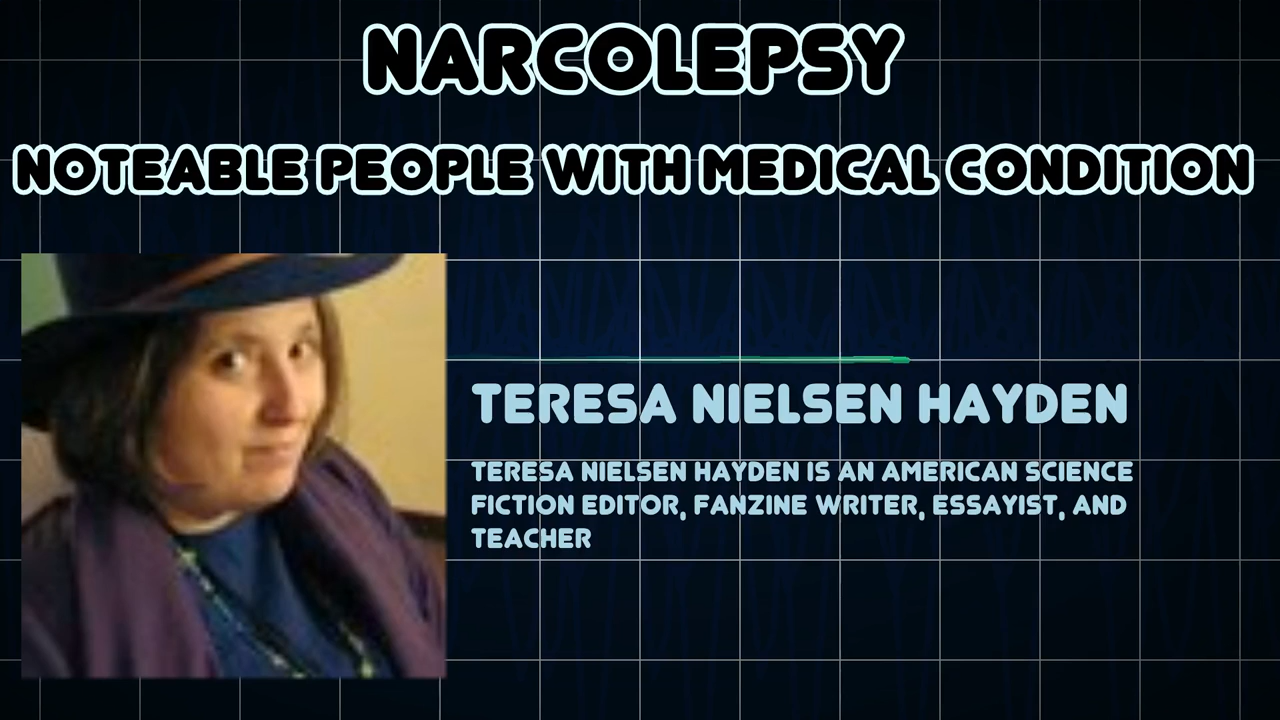 NARCOLEPSY
NOTEABLE PEOPLE WITH MEDICAL CONDITION
TERESA NIELSEN HAYDEN
TERESA NIELSEN HAYDEN IS AN AMERICAN SCIENCE
FICTION EDITOR, FANZINE WRITER, ESSAYIST, AND
TEACHER